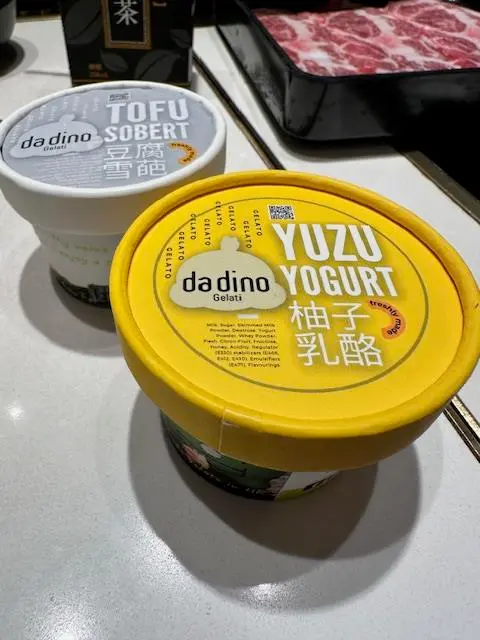 茶
TOFU
SOBERT
豆腐
雪葩
da dino
Gelati
GELATO
GELATO
GELATO
GELATO
GELATO
YUZU
YOGURT
柚子
乳酪
freshly made
da dino
Gelati
Milk, Sugar, Skimmed Milk
Powder, Dextrose, Yogurt
Powder, Whey Powder,
Fresh Citron Fruit, Fructose,
Honey, Acidity Regulator
(E330) stabilizers (E466,
E412, E410), Emulsifiers
(E471), Flavourings